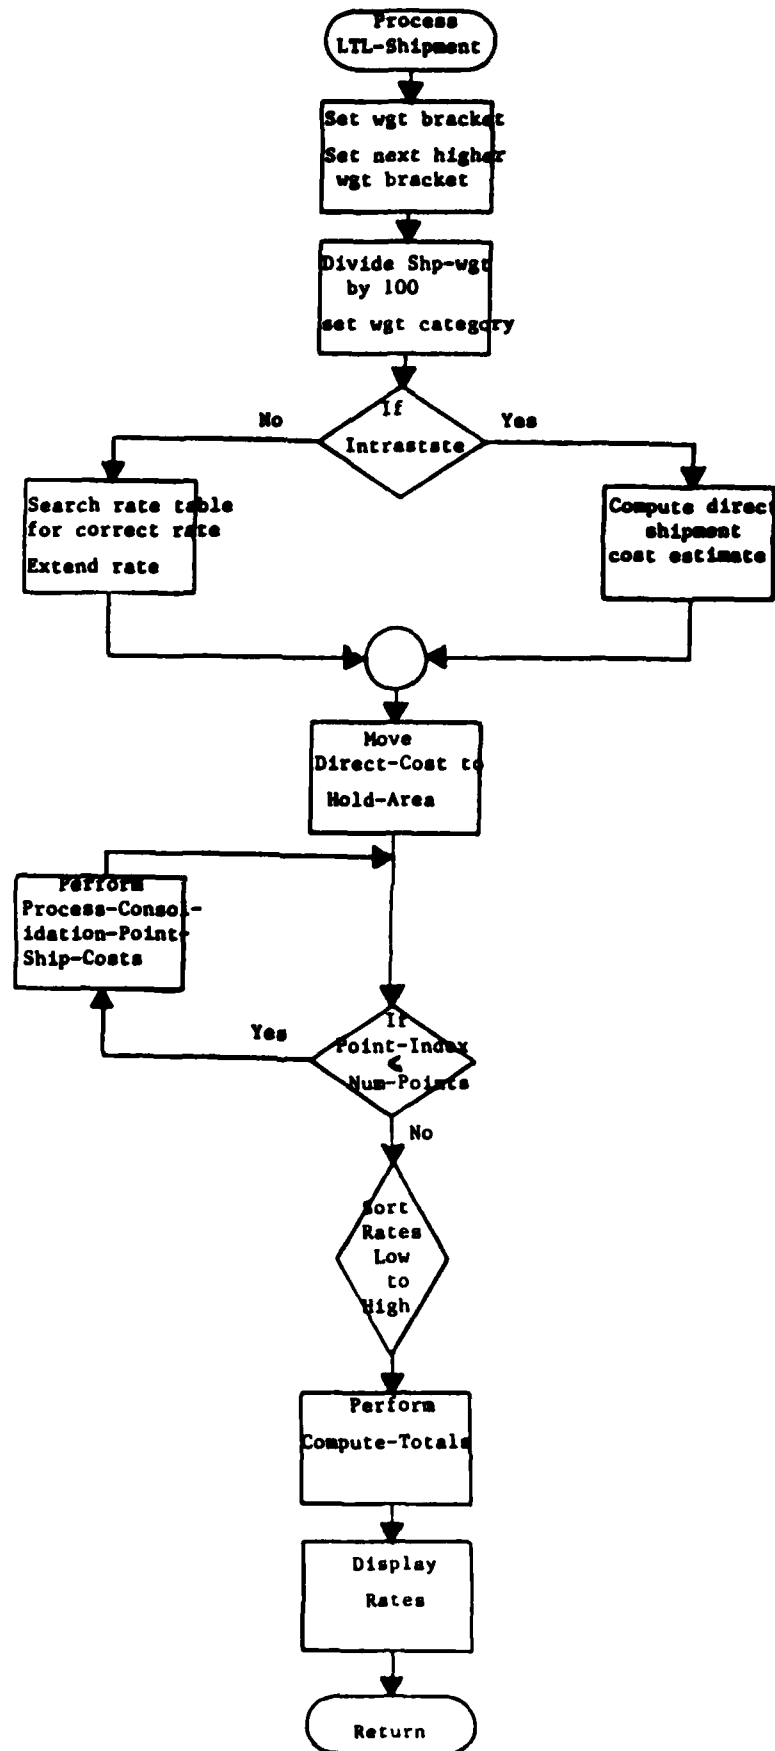 Process
LTL-Shipment
Set wgt bracket
Set next higher
wgt bracket
Divide Shp-wgt
by 100
set wgt category
If
Intrastste
No
Yes
Search rate table
for correct rate
Extend rate
Compute direct
shipment
cost estimate
Move
Direct-Cost to
Hold-Area
Perform
Process-Consol-
idation-Point-
Ship-Costs
Yes
If
Point-Index
<
Num-Points
No
Sort
Rates
Low
to
High
Perform
Compute-Totals
Display
Rates
Return